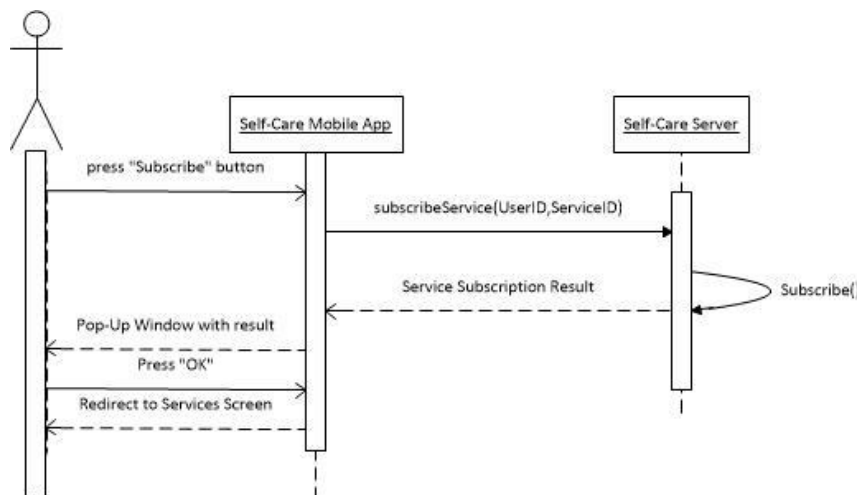 Self-Care Mobile App
Self-Care Server
press "Subscribe" button
subscribeService(UserID,ServiceID)
Service Subscription Result
Subscribe()
Pop-Up Window with result
Press "OK"
Redirect to Services Screen